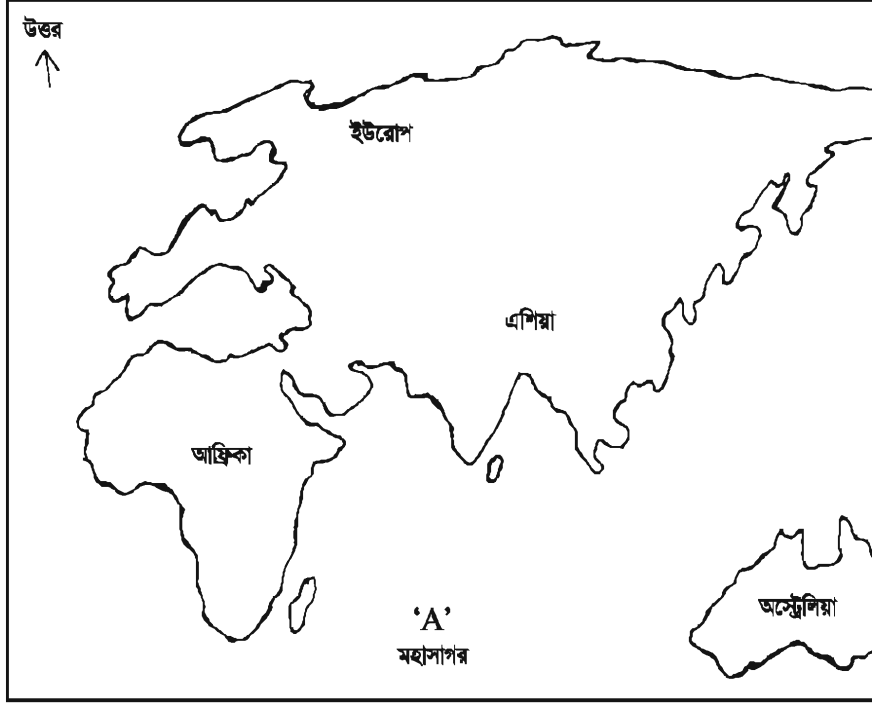 উত্তর
ইউরোপ
এশিয়া
আফ্রিকা
অস্ট্রেলিয়া
‘A’
মহাসাগর